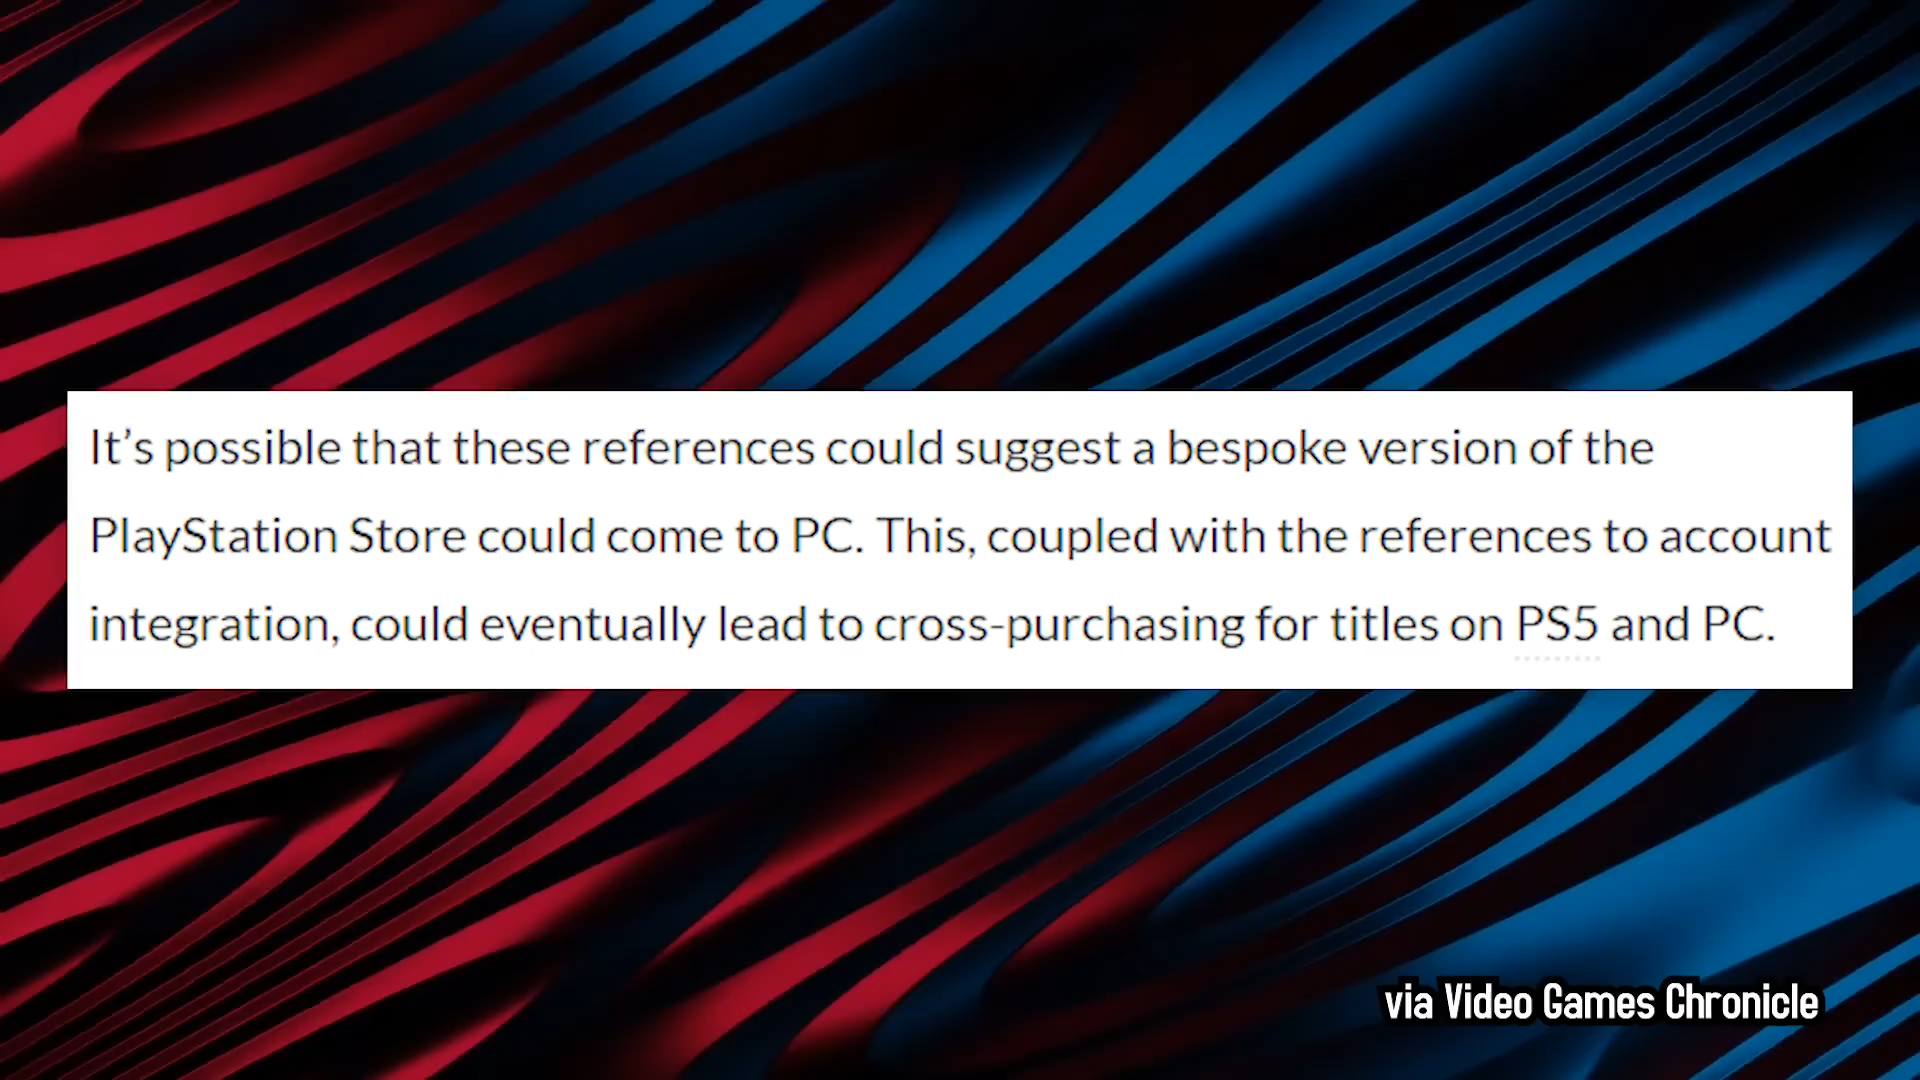 It’s possible that these references could suggest a bespoke version of the
PlayStation Store could come to PC. This, coupled with the references to account
integration, could eventually lead to cross-purchasing for titles on PS5 and PC.
via Video Games Chronicle